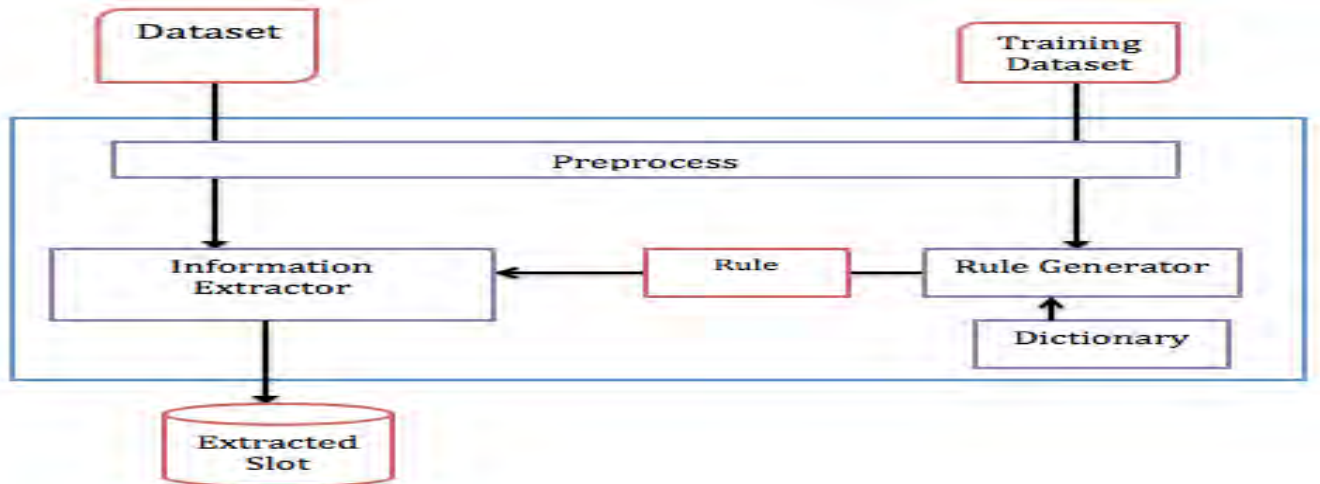 Dataset
Training
Dataset
Preprocess
Information
Extractor
Rule
Rule Generator
Dictionary
Extracted
Slot